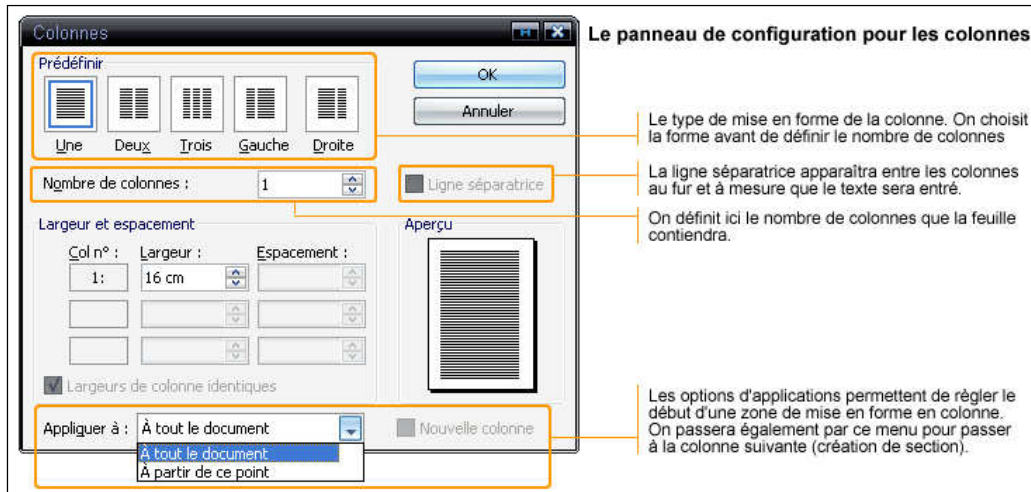 Colonnes
Le panneau de configuration pour les colonnes
Prédéfinir
OK
Annuler
Une Deux Trois Gauche Droite
Le type de mise en forme de la colonne. On choisit
la forme avant de définir le nombre de colonnes
Nombre de colonnes : 1
Ligne séparatrice
La ligne séparatrice apparaîtra entre les colonnes
au fur et à mesure que le texte sera entré.
On définit ici le nombre de colonnes que la feuille
contiendra.
Largeur et espacement
Aperçu
Col n° : Largeur : Espacement :
1: 16 cm
Largeurs de colonne identiques
Appliquer à : À tout le document
Nouvelle colonne
À tout le document
À partir de ce point
Les options d'applications permettent de règler le
début d'une zone de mise en forme en colonne.
On passera également par ce menu pour passer
à la colonne suivante (création de section).